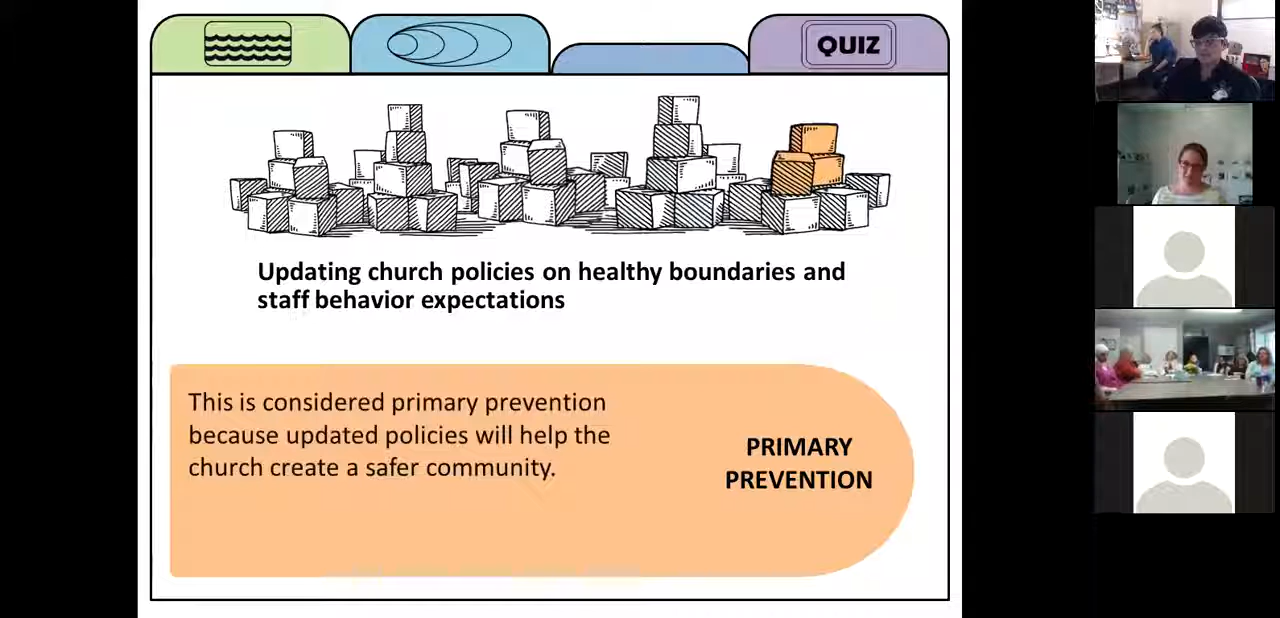 QUIZ
Updating church policies on healthy boundaries and
staff behavior expectations
This is considered primary prevention
because updated policies will help the
church create a safer community.
PRIMARY
PREVENTION